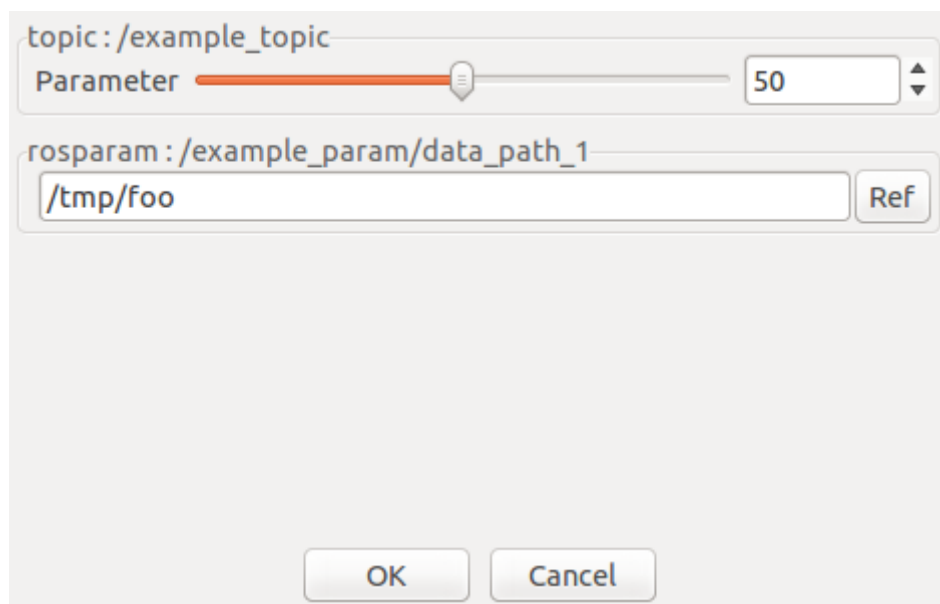 topic : /example_topic
Parameter 50
rosparam : /example_param/data_path_1
/tmp/foo Ref
OK Cancel